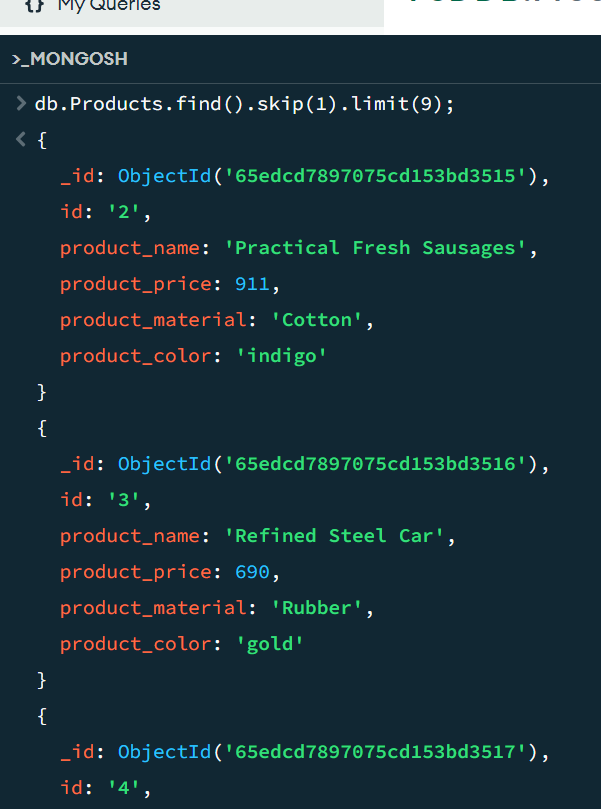 {} My Queries
>_MONGOSH
> db.Products.find().skip(1).limit(9);
< {
_id: ObjectId('65edcd7897075cd153bd3515'),
id: '2',
product_name: 'Practical Fresh Sausages',
product_price: 911,
product_material: 'Cotton',
product_color: 'indigo'
}
{
_id: ObjectId('65edcd7897075cd153bd3516'),
id: '3',
product_name: 'Refined Steel Car',
product_price: 690,
product_material: 'Rubber',
product_color: 'gold'
}
{
_id: ObjectId('65edcd7897075cd153bd3517'),
id: '4',